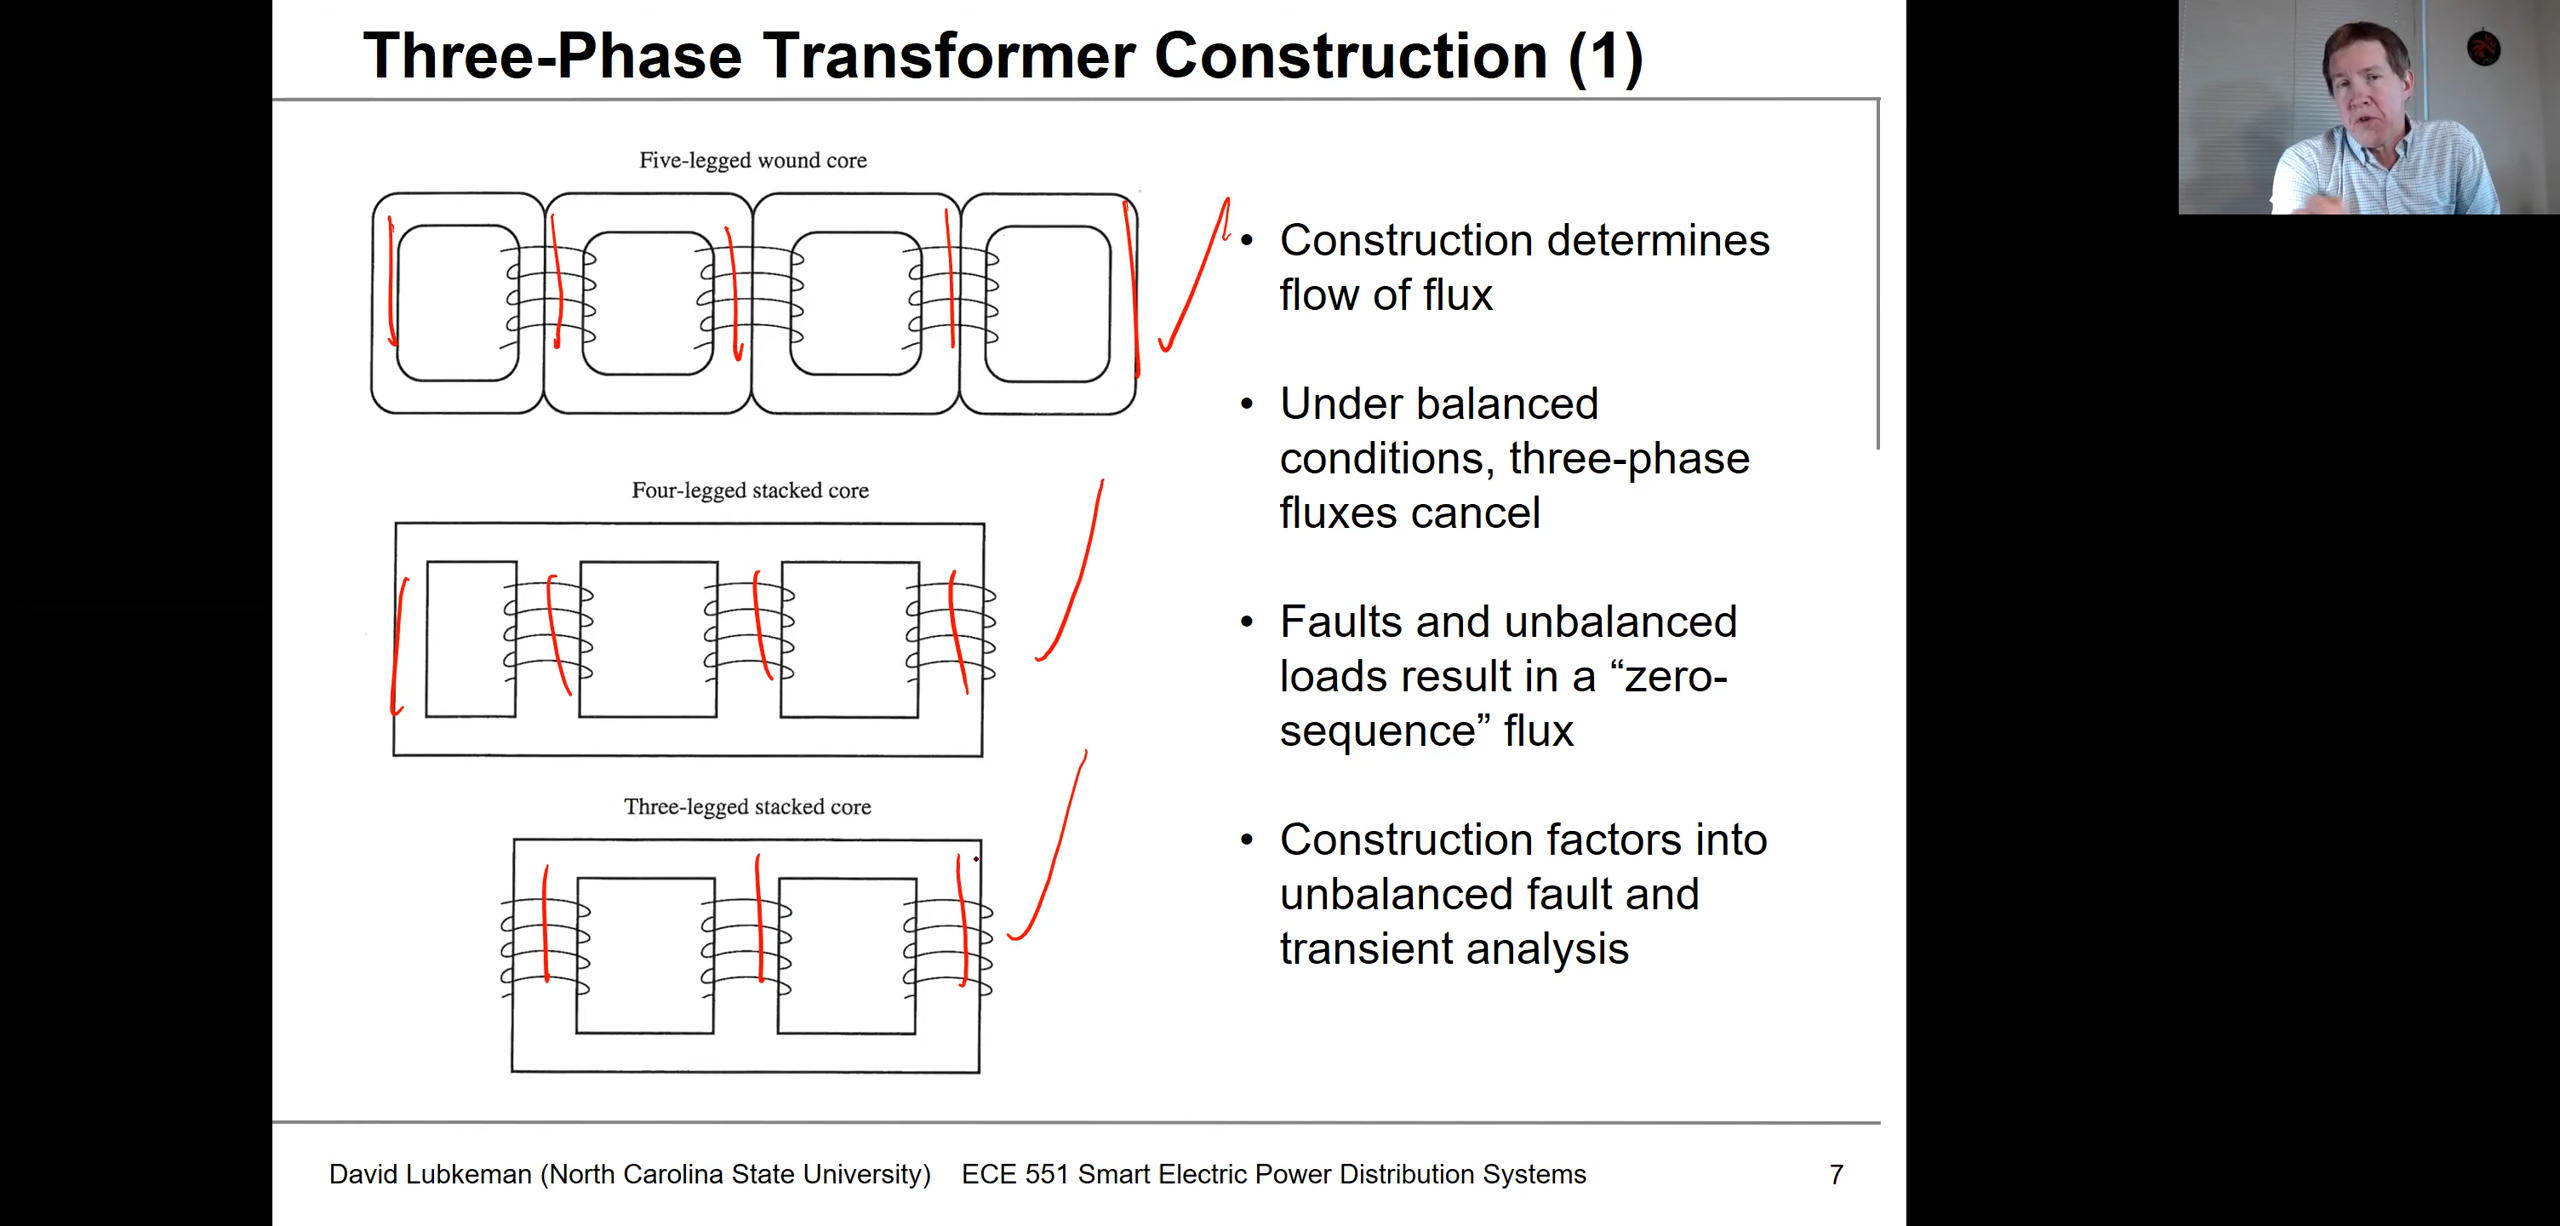 Three-Phase Transformer Construction (1)
Five-legged wound core
Four-legged stacked core
Three-legged stacked core
• Construction determines
flow of flux
• Under balanced
conditions, three-phase
fluxes cancel
• Faults and unbalanced
loads result in a “zero-
sequence” flux
• Construction factors into
unbalanced fault and
transient analysis
David Lubkeman (North Carolina State University) ECE 551 Smart Electric Power Distribution Systems 7